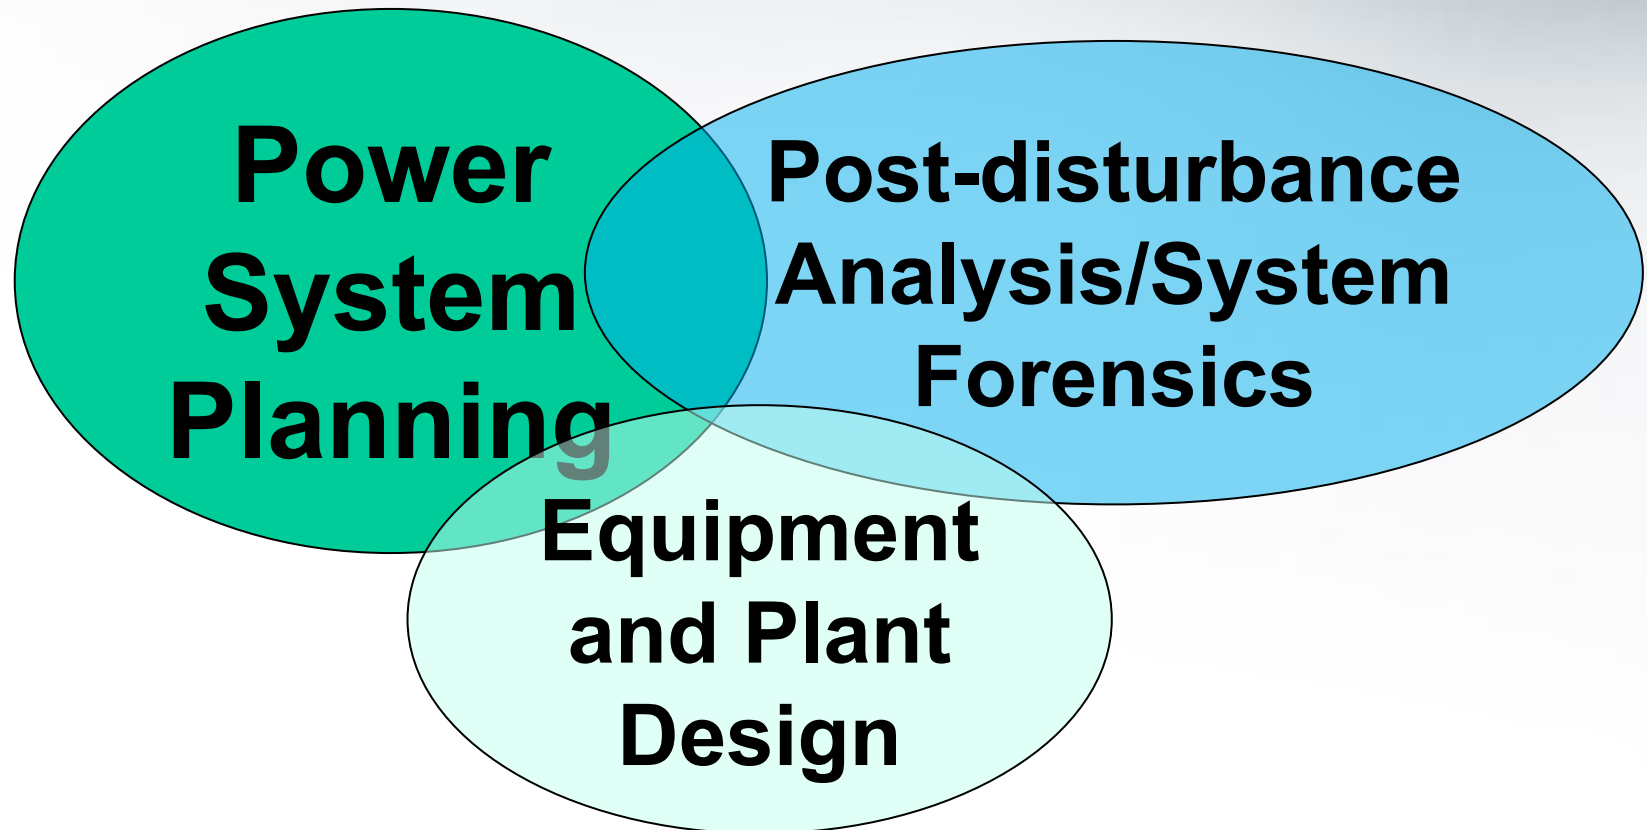 Power
System
Planning
Post-disturbance
Analysis/System
Forensics
Equipment
and Plant
Design